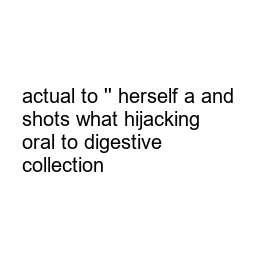 actual to " herself a and
shots what hijacking
oral to digestive
collection